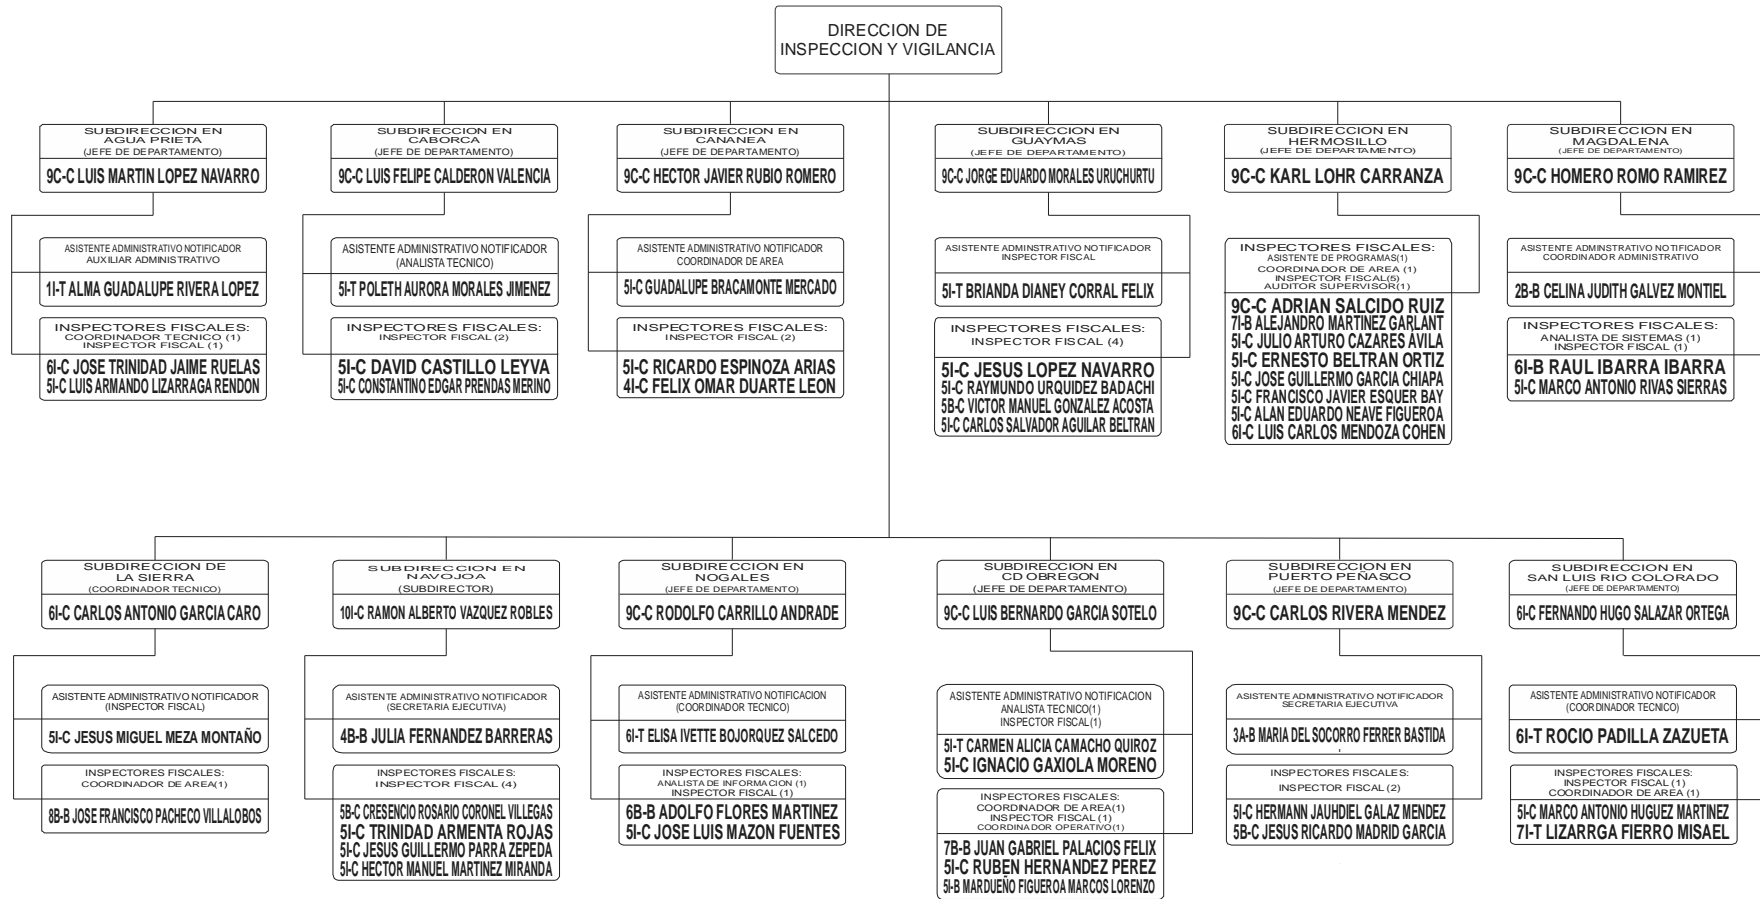 DIRECCION DE
INSPECCION Y VIGILANCIA
SUBDIRECCION EN
AGUA PRIETA
(JEFE DE DEPARTAMENTO)
9C-C LUIS MARTIN LOPEZ NAVARRO
ASISTENTE ADMINISTRATIVO NOTIFICADOR
AUXILIAR ADMINISTRATIVO
1I-T ALMA GUADALUPE RIVERA LOPEZ
INSPECTORES FISCALES:
COORDINADOR TECNICO (1)
INSPECTOR FISCAL (1)
6I-C JOSE TRINIDAD JAIME RUELAS
5I-C LUIS ARMANDO LIZARRAGA RENDON
SUBDIRECCION EN
CABORCA
(JEFE DE DEPARTAMENTO)
9C-C LUIS FELIPE CALDERON VALENCIA
ASISTENTE ADMINISTRATIVO NOTIFICADOR
(ANALISTA TECNICO)
5I-T POLETH AURORA MORALES JIMENEZ
INSPECTORES FISCALES:
INSPECTOR FISCAL (2)
5I-C DAVID CASTILLO LEYVA
5I-C CONSTANTINO EDGAR PRENDAS MERINO
SUBDIRECCION EN
CANANEA
(JEFE DE DEPARTAMENTO)
9C-C HECTOR JAVIER RUBIO ROMERO
ASISTENTE ADMINISTRATIVO NOTIFICADOR
COORDINADOR DE AREA
5I-C GUADALUPE BRACAMONTE MERCADO
INSPECTORES FISCALES:
INSPECTOR FISCAL (2)
5I-C RICARDO ESPINOZA ARIAS
4I-C FELIX OMAR DUARTE LEON
SUBDIRECCION EN
GUAYMAS
(JEFE DE DEPARTAMENTO)
9C-C JORGE EDUARDO MORALES URUCHURTU
ASISTENTE ADMINSTRATIVO NOTIFICADOR
INSPECTOR FISCAL
5I-T BRIANDA DIANEY CORRAL FELIX
INSPECTORES FISCALES:
INSPECTOR FISCAL (4)
5I-C JESUS LOPEZ NAVARRO
5I-C RAYMUNDO URQUIDEZ BADACHI
5B-C VICTOR MANUEL GONZALEZ ACOSTA
5I-C CARLOS SALVADOR AGUILAR BELTRAN
SUBDIRECCION EN
HERMOSILLO
(JEFE DE DEPARTAMENTO)
9C-C KARL LOHR CARRANZA
INSPECTORES FISCALES:
ASISTENTE DE PROGRAMAS(1)
COORDINADOR DE AREA (1)
INSPECTOR FISCAL(5)
AUDITOR SUPERVISOR(1)
9C-C ADRIAN SALCIDO RUIZ
7I-B ALEJANDRO MARTINEZ GARLANT
5I-C JULIO ARTURO CAZARES AVILA
5I-C ERNESTO BELTRAN ORTIZ
5I-C JOSE GUILLERMO GARCIA CHIAPA
5I-C FRANCISCO JAVIER ESQUER BAY
5I-C ALAN EDUARDO NEAVE FIGUEROA
6I-C LUIS CARLOS MENDOZA COHEN
SUBDIRECCION EN
MAGDALENA
(JEFE DE DEPARTAMENTO)
9C-C HOMERO ROMO RAMIREZ
ASISTENTE ADMINSTRATIVO NOTIFICADOR
COORDINADOR ADMINISTRATIVO
2B-B CELINA JUDITH GALVEZ MONTIEL
INSPECTORES FISCALES:
ANALISTA DE SISTEMAS (1)
INSPECTOR FISCAL (1)
6I-B RAUL IBARRA IBARRA
5I-C MARCO ANTONIO RIVAS SIERRAS
SUBDIRECCION DE
LA SIERRA
(COORDINADOR TECNICO)
6I-C CARLOS ANTONIO GARCIA CARO
ASISTENTE ADMINISTRATIVO NOTIFICADOR
(INSPECTOR FISCAL)
5I-C JESUS MIGUEL MEZA MONTAÑO
INSPECTORES FISCALES:
COORDINADOR DE AREA(1)
8B-B JOSE FRANCISCO PACHECO VILLALOBOS
SUBDIRECCION EN
NAVOJOA
(SUBDIRECTOR)
10I-C RAMON ALBERTO VAZQUEZ ROBLES
ASISTENTE ADMINISTRATIVO NOTIFICADOR
(SECRETARIA EJECUTIVA)
4B-B JULIA FERNANDEZ BARRERAS
INSPECTORES FISCALES:
INSPECTOR FISCAL (4)
5B-C CRESENCIO ROSARIO CORONEL VILLEGAS
5I-C TRINIDAD ARMENTA ROJAS
5I-C JESUS GUILLERMO PARRA ZEPEDA
5I-C HECTOR MANUEL MARTINEZ MIRANDA
SUBDIRECCION EN
NOGALES
(JEFE DE DEPARTAMENTO)
9C-C RODOLFO CARRILLO ANDRADE
ASISTENTE ADMINISTRATIVO NOTIFICACION
(COORDINADOR TECNICO)
6I-T ELISA IVETTE BOJORQUEZ SALCEDO
INSPECTORES FISCALES:
ANALISTA DE INFORMACION (1)
INSPECTOR FISCAL (1)
6B-B ADOLFO FLORES MARTINEZ
5I-C JOSE LUIS MAZON FUENTES
SUBDIRECCION EN
CD OBREGON
(JEFE DE DEPARTAMENTO)
9C-C LUIS BERNARDO GARCIA SOTELO
ASISTENTE ADMINISTRATIVO NOTIFICACION
ANALISTA TECNICO(1)
INSPECTOR FISCAL(1)
5I-T CARMEN ALICIA CAMACHO QUIROZ
5I-C IGNACIO GAXIOLA MORENO
INSPECTORES FISCALES:
COORDINADOR DE AREA(1)
INSPECTOR FISCAL (1)
COORDINADOR OPERATIVO(1)
7B-B JUAN GABRIEL PALACIOS FELIX
5I-C RUBEN HERNANDEZ PEREZ
5I-B MARDUEÑO FIGUEROA MARCOS LORENZO
SUBDIRECCION EN
PUERTO PEÑASCO
(JEFE DE DEPARTAMENTO)
9C-C CARLOS RIVERA MENDEZ
ASISTENTE ADMINSTRATIVO NOTIFICADOR
SECRETARIA EJECUTIVA
3A-B MARIA DEL SOCORRO FERRER BASTIDA
INSPECTORES FISCALES:
INSPECTOR FISCAL (2)
5I-C HERMANN JAUHDIEL GALAZ MENDEZ
5B-C JESUS RICARDO MADRID GARCIA
SUBDIRECCION EN
SAN LUIS RIO COLORADO
(JEFE DE DEPARTAMENTO)
6I-C FERNANDO HUGO SALAZAR ORTEGA
ASISTENTE ADMINISTRATIVO NOTIFICADOR
(COORDINADOR TECNICO)
6I-T ROCIO PADILLA ZAZUETA
INSPECTORES FISCALES:
INSPECTOR FISCAL (1)
COORDINADOR DE AREA (1)
5I-C MARCO ANTONIO HUGUEZ MARTINEZ
7I-T LIZARRGA FIERRO MISAEL